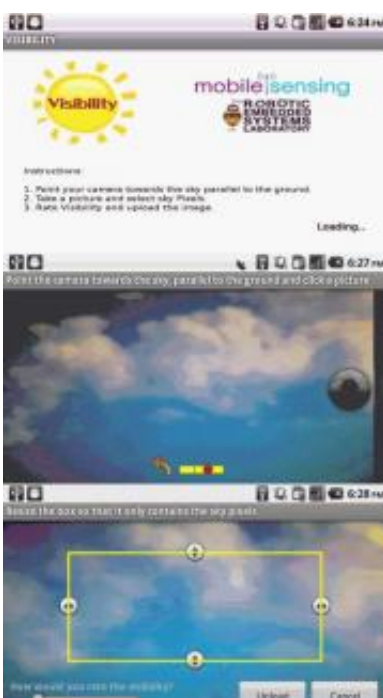 6:24 PM
VISIBILITY
Visibility
mobile sensing
ROBOTIC
EMBEDDED
SYSTEMS
LABORATORY
Instructions
1. Point your camera towards the sky parallel to the ground.
2. Take a picture and select sky Pixels.
3. Rate Visibility and upload the image.
Loading...
6:27 PM
Point the camera towards the sky, parallel to the ground and click a picture
6:28 PM
Resize the box so that it only contains the sky pixels
How would you rate the visibility?
Upload
Cancel